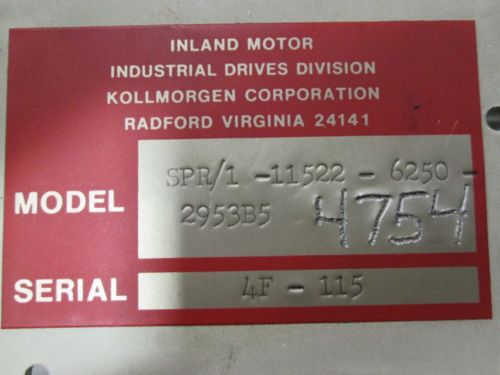 INLAND MOTOR
INDUSTRIAL DRIVES DIVISION
KOLLMORGEN CORPORATION
RADFORD VIRGINIA 24141
MODEL
SPR/1 -11522 - 6250 -
2953B5 4754
SERIAL
4F - 115